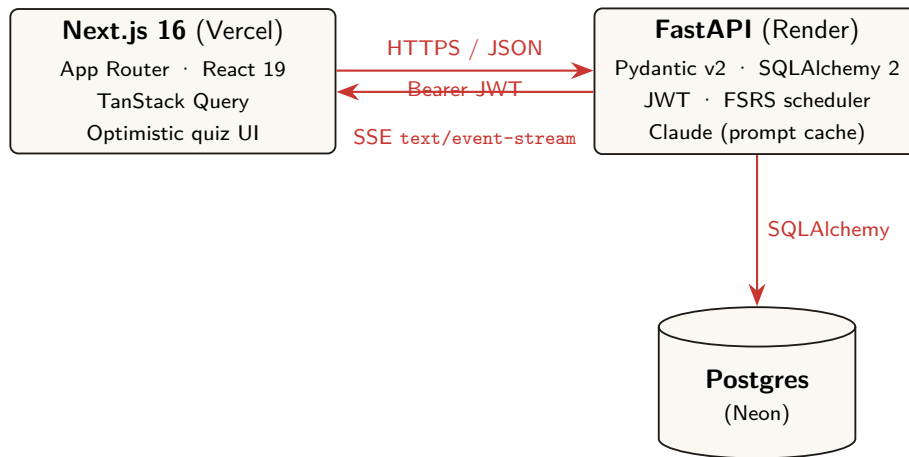 Next.js 16 (Vercel)
App Router · React 19
TanStack Query
Optimistic quiz UI
HTTPS / JSON
Bearer JWT
SSE text/event-stream
FastAPI (Render)
Pydantic v2 · SQLAlchemy 2
JWT · FSRS scheduler
Claude (prompt cache)
SQLAlchemy
Postgres
(Neon)